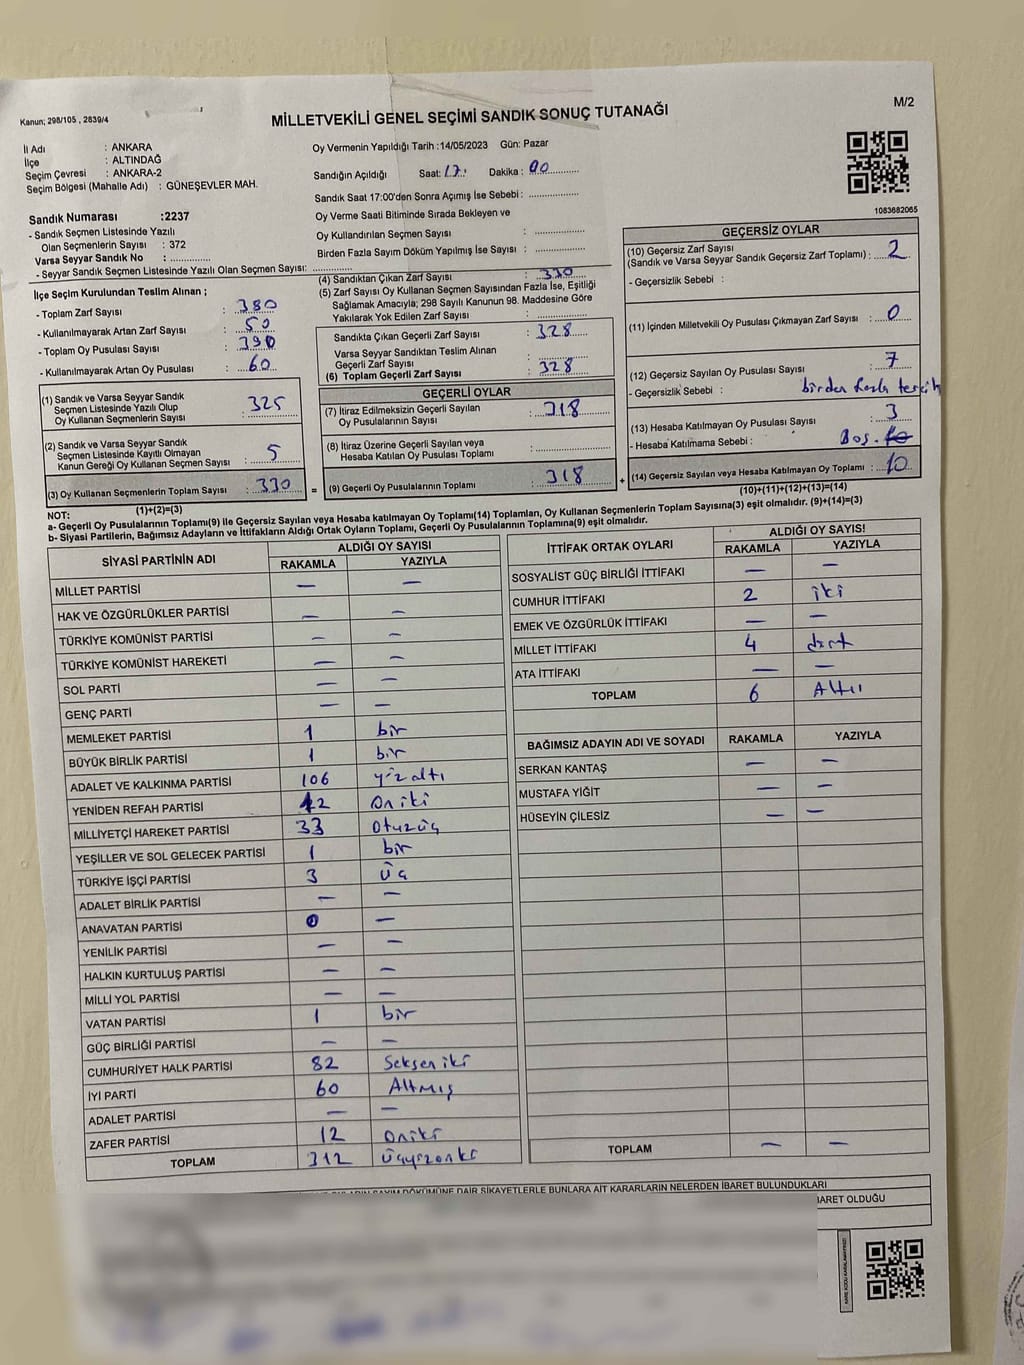 Kanun; 298/105 , 2839/4
MİLLETVEKİLİ GENEL SEÇİMİ SANDIK SONUÇ TUTANAĞI
M/2
İl Adı : ANKARA
İlçe : ALTINDAĞ
Seçim Çevresi : ANKARA-2
Seçim Bölgesi (Mahalle Adı) : GÜNEŞEVLER MAH.
Oy Vermenin Yapıldığı Tarih :14/05/2023 Gün: Pazar
Sandığın Açıldığı Saat: 17 Dakika : 00
Sandık Saat 17:00'den Sonra Açımış İse Sebebi :
Oy Verme Saati Bitiminde Sırada Bekleyen ve
Oy Kullandırılan Seçmen Sayısı :
Birden Fazla Sayım Döküm Yapılmış İse Sayısı :
1083682065
Sandık Numarası :2237
- Sandık Seçmen Listesinde Yazılı
Olan Seçmenlerin Sayısı : 372
Varsa Seyyar Sandık No :
- Seyyar Sandık Seçmen Listesinde Yazılı Olan Seçmen Sayısı:
İlçe Seçim Kurulundan Teslim Alınan ;
- Toplam Zarf Sayısı : 380
- Kullanılmayarak Artan Zarf Sayısı : 50
- Toplam Oy Pusulası Sayısı : 390
- Kullanılmayarak Artan Oy Pusulası : 60
(1) Sandık ve Varsa Seyyar Sandık
Seçmen Listesinde Yazılı Olup
Oy Kullanan Seçmenlerin Sayısı : 325
(2) Sandık ve Varsa Seyyar Sandık
Seçmen Listesinde Kayıtlı Olmayan
Kanun Gereği Oy Kullanan Seçmen Sayısı : 5
(3) Oy Kullanan Seçmenlerin Toplam Sayısı : 330
(1)+(2)=(3)
(4) Sandıktan Çıkan Zarf Sayısı : 330
(5) Zarf Sayısı Oy Kullanan Seçmen Sayısından Fazla İse, Eşitliği
Sağlamak Amacıyla; 298 Sayılı Kanunun 98. Maddesine Göre
Yakılarak Yok Edilen Zarf Sayısı :
Sandıkta Çıkan Geçerli Zarf Sayısı : 328
Varsa Seyyar Sandıktan Teslim Alınan
Geçerli Zarf Sayısı :
(6) Toplam Geçerli Zarf Sayısı : 328
GEÇERLİ OYLAR
(7) İtiraz Edilmeksizin Geçerli Sayılan
Oy Pusulalarının Sayısı : 318
(8) İtiraz Üzerine Geçerli Sayılan veya
Hesaba Katılan Oy Pusulası Toplamı :
= (9) Geçerli Oy Pusulalarının Toplamı : 318 +
GEÇERSİZ OYLAR
(10) Geçersiz Zarf Sayısı
(Sandık ve Varsa Seyyar Sandık Geçersiz Zarf Toplamı) : 2
- Geçersizlik Sebebi :
(11) İçinden Milletvekili Oy Pusulası Çıkmayan Zarf Sayısı : 0
(12) Geçersiz Sayılan Oy Pusulası Sayısı : 7
- Geçersizlik Sebebi : birden fazla tercih
(13) Hesaba Katılmayan Oy Pusulası Sayısı : 3
- Hesaba Katılmama Sebebi : Boş.
(14) Geçersiz Sayılan veya Hesaba Katılmayan Oy Toplamı : 10
(10)+(11)+(12)+(13)=(14)
NOT:
a- Geçerli Oy Pusulalarının Toplamı(9) ile Geçersiz Sayılan veya Hesaba katılmayan Oy Toplamı(14) Toplamları, Oy Kullanan Seçmenlerin Toplam Sayısına(3) eşit olmalıdır. (9)+(14)=(3)
b- Siyasi Partilerin, Bağımsız Adayların ve İttifakların Aldığı Ortak Oyların Toplamı, Geçerli Oy Pusulalarının Toplamına(9) eşit olmalıdır.
SİYASİ PARTİNİN ADI ALDIĞI OY SAYISI
RAKAMLA YAZIYLA
MİLLET PARTİSİ — —
HAK VE ÖZGÜRLÜKLER PARTİSİ — —
TÜRKİYE KOMÜNİST PARTİSİ — —
TÜRKİYE KOMÜNİST HAREKETİ — —
SOL PARTİ — —
GENÇ PARTİ — —
MEMLEKET PARTİSİ 1 bir
BÜYÜK BİRLİK PARTİSİ 1 bir
ADALET VE KALKINMA PARTİSİ 106 yüzaltı
YENİDEN REFAH PARTİSİ 12 Oniki
MİLLİYETÇİ HAREKET PARTİSİ 33 Otuzüç
YEŞİLLER VE SOL GELECEK PARTİSİ 1 bir
TÜRKİYE İŞÇİ PARTİSİ 3 üç
ADALET BİRLİK PARTİSİ — —
ANAVATAN PARTİSİ 0 —
YENİLİK PARTİSİ — —
HALKIN KURTULUŞ PARTİSİ — —
MİLLİ YOL PARTİSİ — —
VATAN PARTİSİ 1 bir
GÜÇ BİRLİĞİ PARTİSİ — —
CUMHURİYET HALK PARTİSİ 82 Sekseniki
İYİ PARTİ 60 Altmış
ADALET PARTİSİ — —
ZAFER PARTİSİ 12 Oniki
TOPLAM 312 Üçyüzoniki
İTTİFAK ORTAK OYLARI ALDIĞI OY SAYISI
RAKAMLA YAZIYLA
SOSYALİST GÜÇ BİRLİĞİ İTTİFAKI — —
CUMHUR İTTİFAKI 2 iki
EMEK VE ÖZGÜRLÜK İTTİFAKI — —
MİLLET İTTİFAKI 4 dört
ATA İTTİFAKI — —
TOPLAM 6 Altı
BAĞIMSIZ ADAYIN ADI VE SOYADI RAKAMLA YAZIYLA
SERKAN KANTAŞ — —
MUSTAFA YİĞİT — —
HÜSEYİN ÇİLESİZ — —
TOPLAM — —
SAYIM DÖKÜMÜNE DAİR ŞİKAYETLERLE BUNLARA AİT KARARLARIN NELERDEN İBARET BULUNDUKLARI
İBARET OLDUĞU